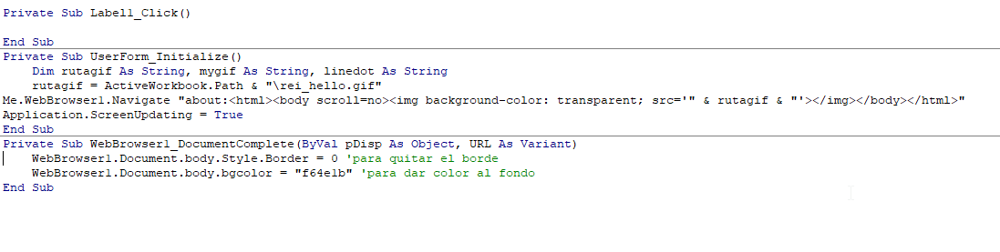 Private Sub Label1_Click()
End Sub
Private Sub UserForm_Initialize()
Dim rutagif As String, mygif As String, linedot As String
rutagif = ActiveWorkbook.Path & "\rei_hello.gif"
Me.WebBrowser1.Navigate "about:<html><body scroll=no><img background-color: transparent; src='" & rutagif & "'></img></body></html>"
Application.ScreenUpdating = True
End Sub
Private Sub WebBrowser1_DocumentComplete(ByVal pDisp As Object, URL As Variant)
WebBrowser1.Document.body.Style.Border = 0 'para quitar el borde
WebBrowser1.Document.body.bgcolor = "f64e1b" 'para dar color al fondo
End Sub